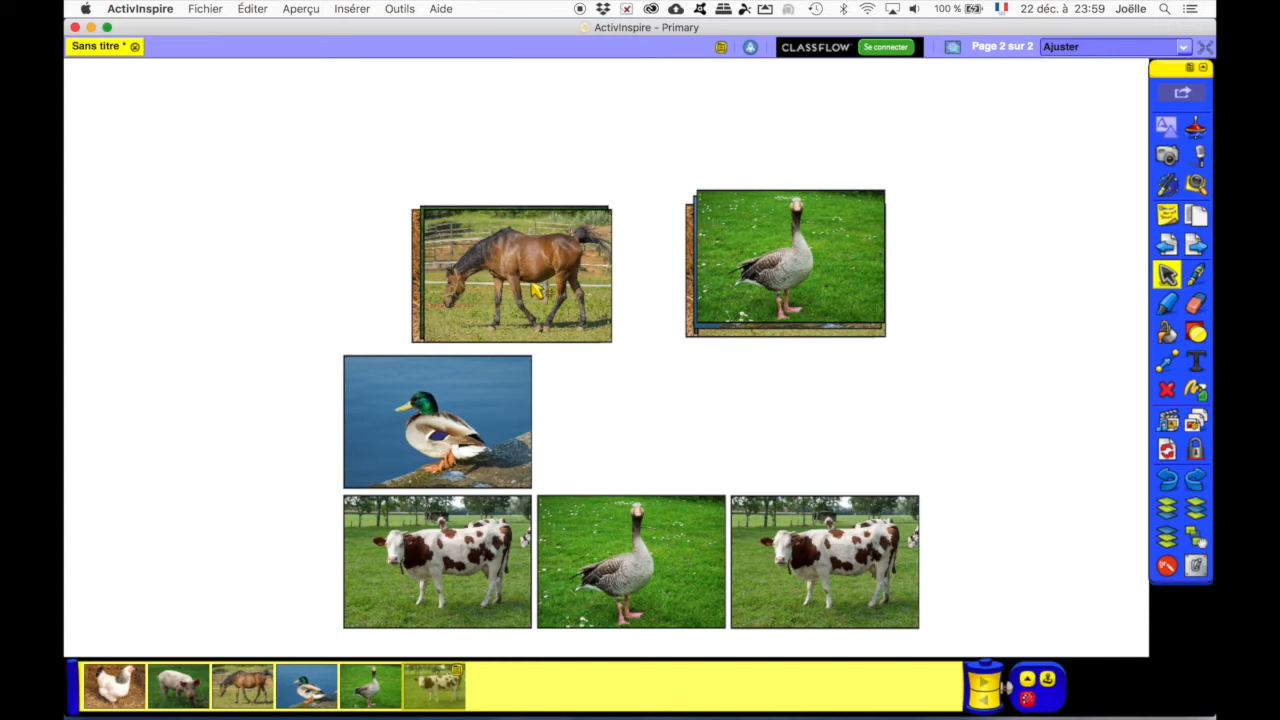 ActivInspire Fichier Éditer Aperçu Insérer Outils Aide 100 % 22 déc. à 23:59 Joëlle
ActivInspire - Primary
Sans titre * CLASSFLOW Se connecter Page 2 sur 2 Ajuster